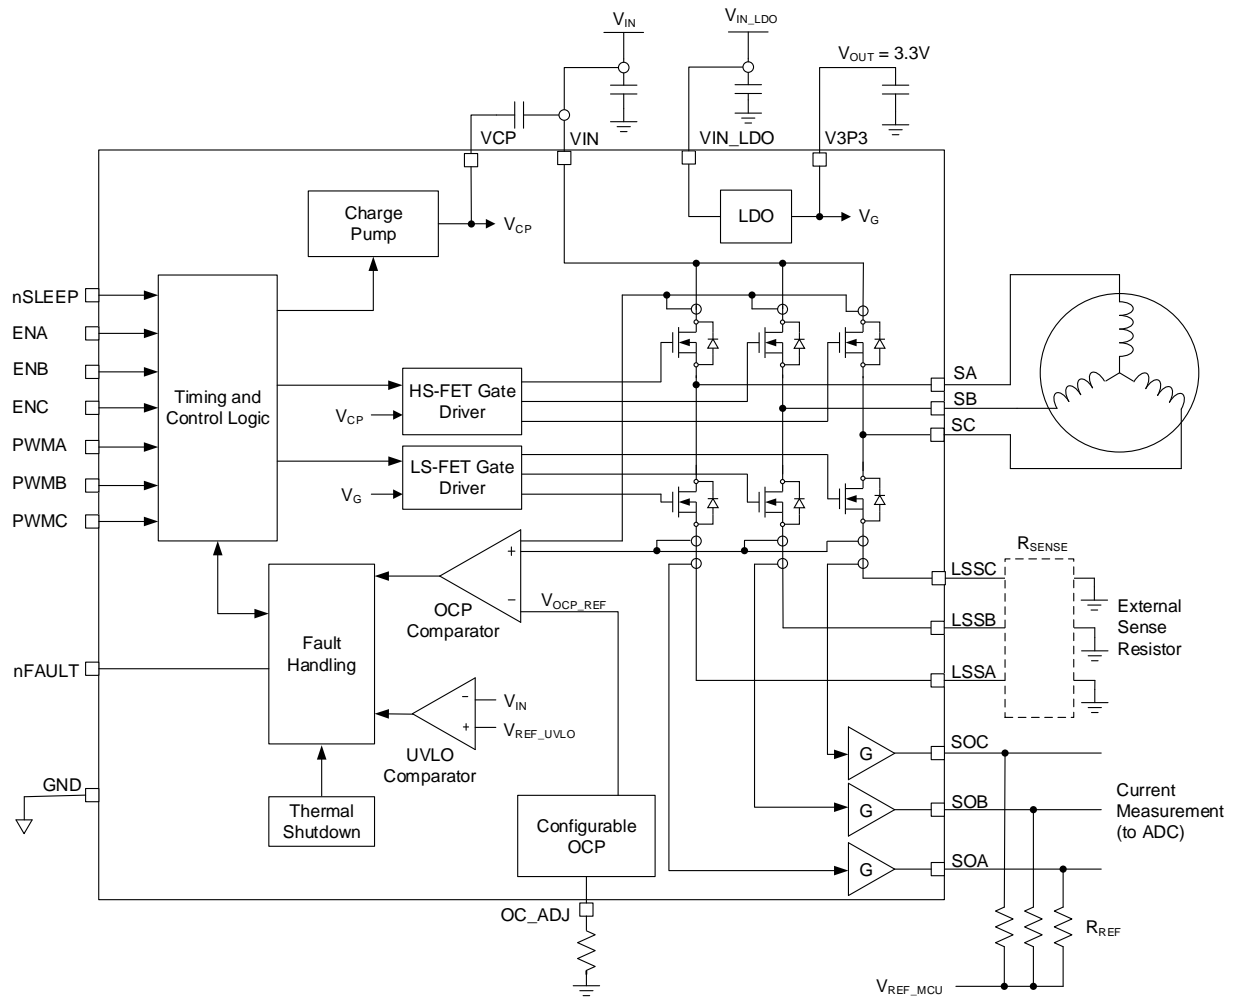 VIN
VIN_LDO
VOUT = 3.3V
VCP
VIN
VIN_LDO
V3P3
Charge
Pump
VCP
LDO
VG
nSLEEP
ENA
ENB
ENC
PWMA
PWMB
PWMC
Timing and
Control Logic
HS-FET Gate
Driver
VCP
LS-FET Gate
Driver
VG
SA
SB
SC
+
−
OCP
Comparator
VOCP_REF
Fault
Handling
nFAULT
-
+
VIN
VREF_UVLO
UVLO
Comparator
Thermal
Shutdown
GND
Configurable
OCP
OC_ADJ
RSENSE
LSSC
LSSB
LSSA
External
Sense
Resistor
G
SOC
G
SOB
G
SOA
Current
Measurement
(to ADC)
RREF
VREF_MCU